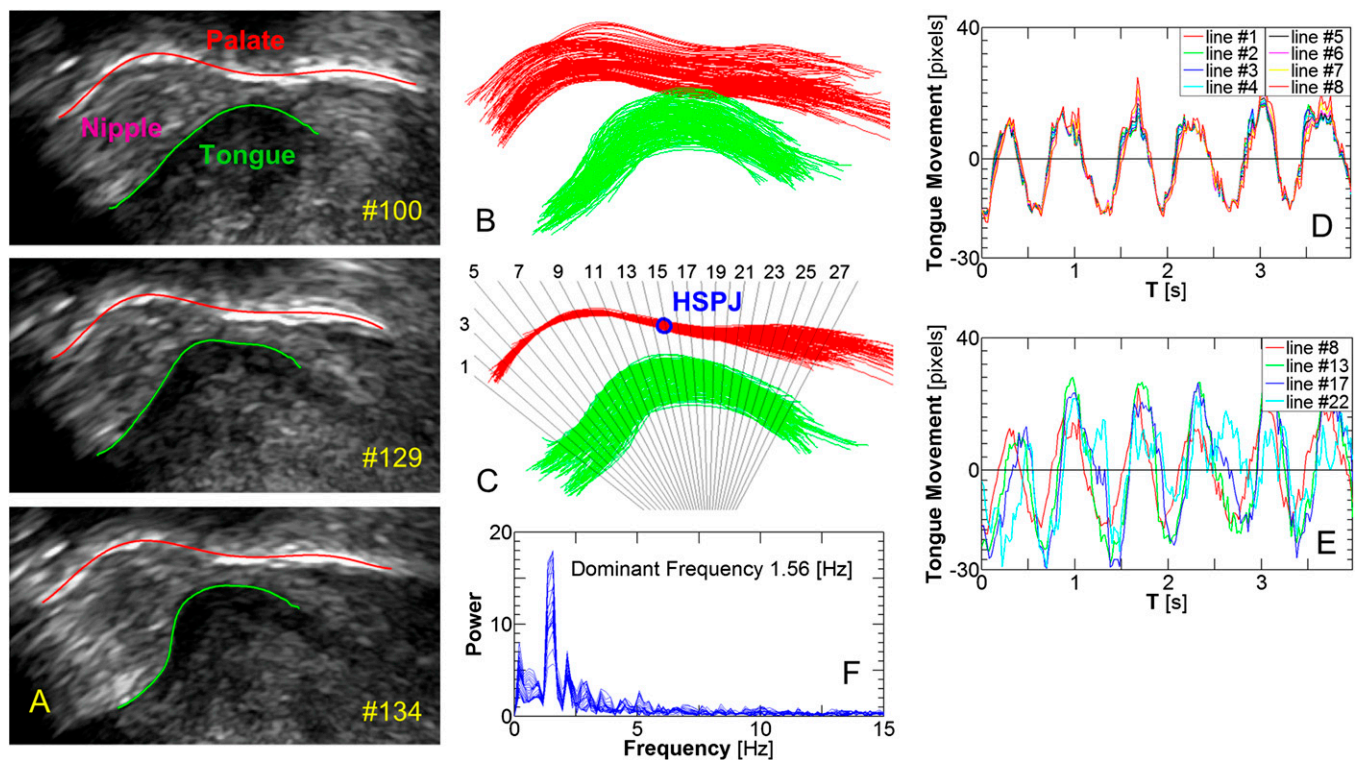 Palate
Nipple
Tongue
#100
#129
A
#134
B
5 7 9 11 13 15 17 19 21 23 25 27
HSPJ
3
1
C
20
Dominant Frequency 1.56 [Hz]
Power
10
F
0
0 5 10 15
Frequency [Hz]
40
line #1 line #5
line #2 line #6
line #3 line #7
line #4 line #8
Tongue Movement [pixels]
0
D
-30
0 1 2 3
T [s]
40
line #8
line #13
line #17
line #22
Tongue Movement [pixels]
0
E
-30
0 1 2 3
T [s]